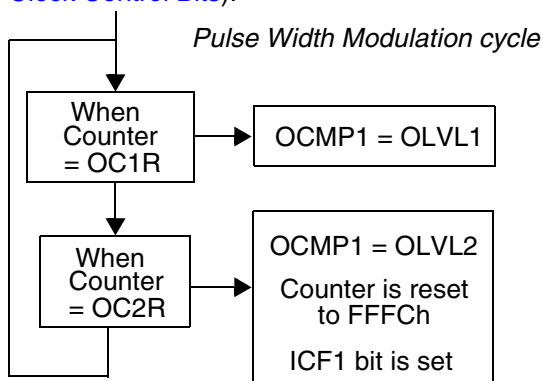 Clock Control Bits).
Pulse Width Modulation cycle
When
Counter
= OC1R
OCMP1 = OLVL1
When
Counter
= OC2R
OCMP1 = OLVL2
Counter is reset
to FFFCh
ICF1 bit is set